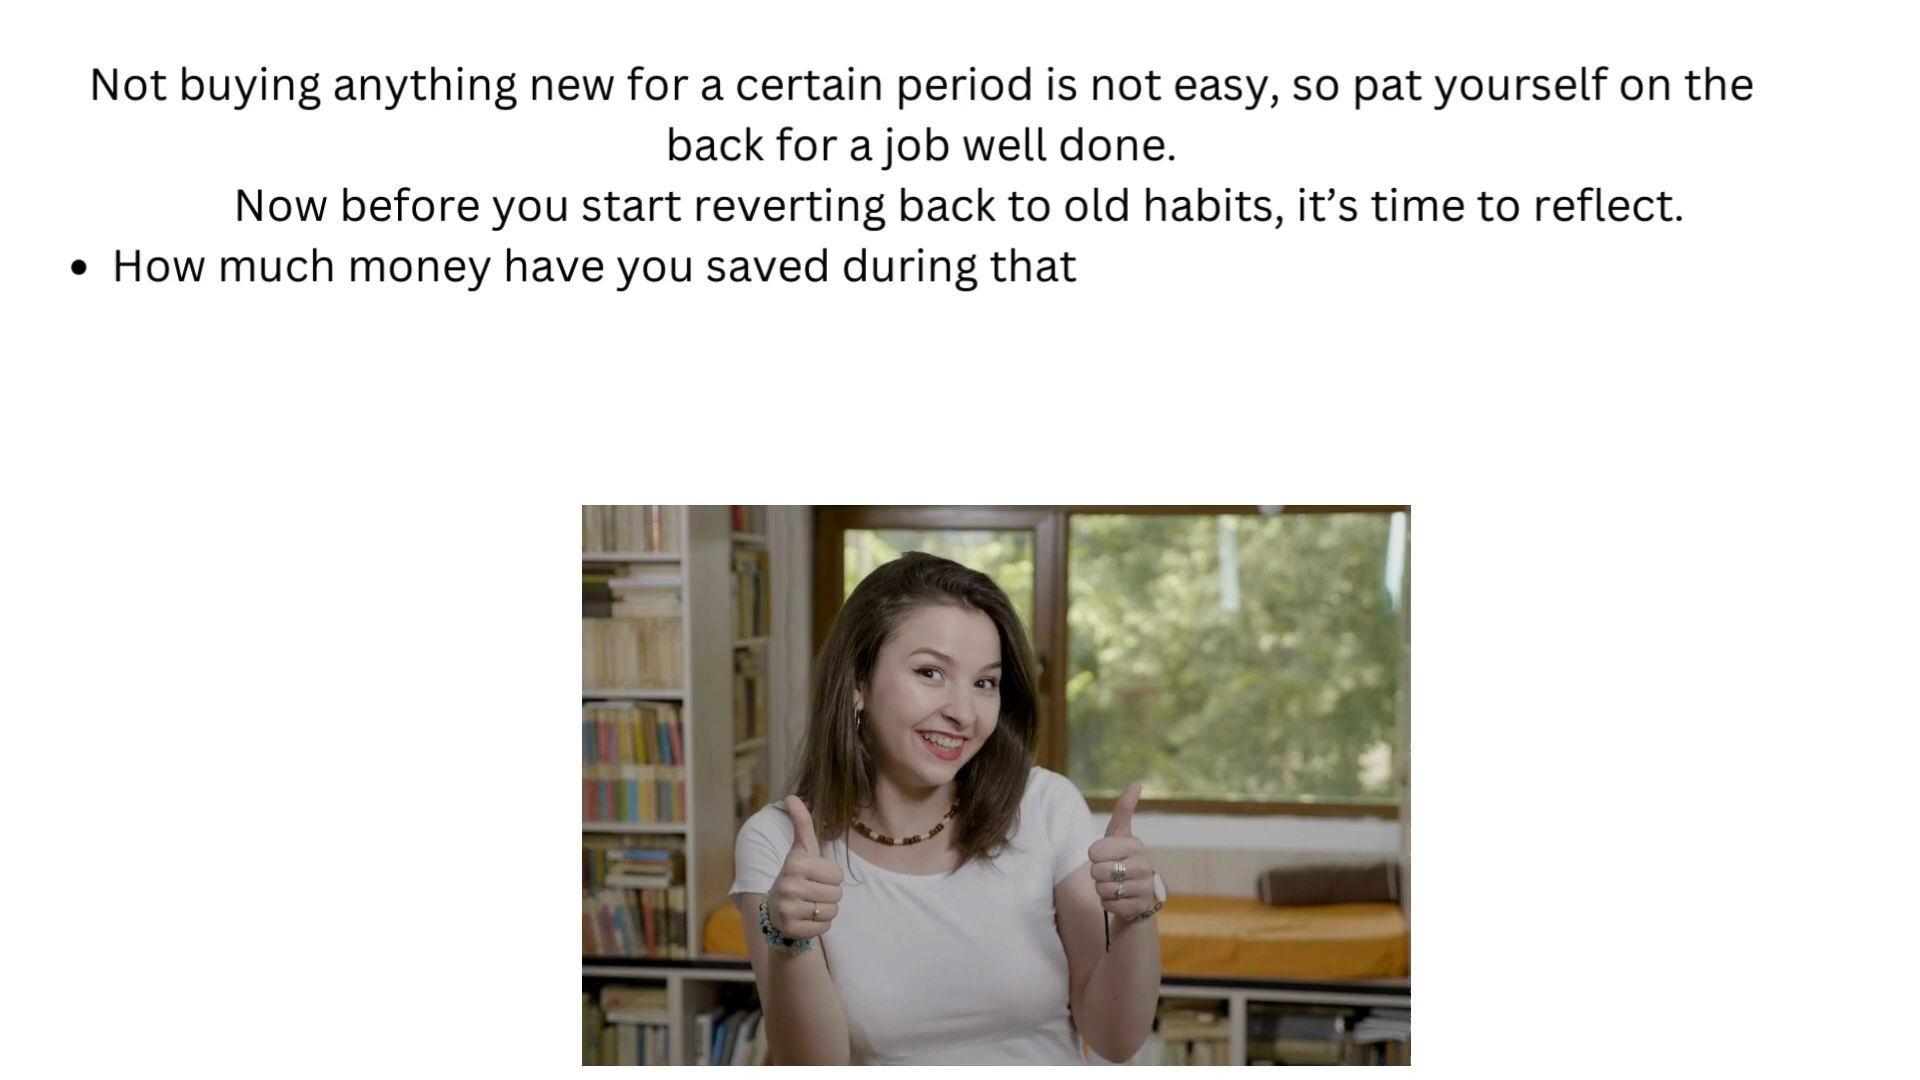 Not buying anything new for a certain period is not easy, so pat yourself on the
back for a job well done.
Now before you start reverting back to old habits, it’s time to reflect.
• How much money have you saved during that